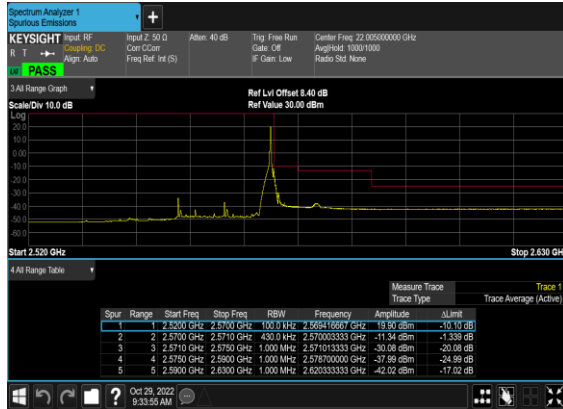 Spectrum Analyzer 1
Spurious Emissions
+
KEYSIGHT Input: RF Input Z: 50 Ω Atten: 40 dB Trig: Free Run Center Freq: 22.005000000 GHz
R T Coupling: DC Corr CCorr Gate: Off Avg|Hold: 1000/1000
Align: Auto Freq Ref: Int (S) IF Gain: Low Radio Std: None
PASS
3 All Range Graph
Ref Lvl Offset 8.40 dB
Scale/Div 10.0 dB Ref Value 30.00 dBm
Log
20.0
10.0
0.00
-10.0
-20.0
-30.0
-40.0
-50.0
-60.0
Start 2.520 GHz Stop 2.630 GH
4 All Range Table
Measure Trace Trace 1
Trace Type Trace Average (Active)
Spur Range Start Freq Stop Freq RBW Frequency Amplitude ΔLimit
1 1 2.5200 GHz 2.5700 GHz 100.0 kHz 2.569416667 GHz 19.90 dBm -10.10 dB
2 2 2.5700 GHz 2.5710 GHz 430.0 kHz 2.570003333 GHz -11.34 dBm -1.339 dB
3 3 2.5710 GHz 2.5750 GHz 1.000 MHz 2.571013333 GHz -30.08 dBm -20.08 dB
4 4 2.5750 GHz 2.5900 GHz 1.000 MHz 2.578700000 GHz -37.99 dBm -24.99 dB
5 5 2.5900 GHz 2.6300 GHz 1.000 MHz 2.620333333 GHz -42.02 dBm -17.02 dB
? Oct 29, 2022
9:33:55 AM